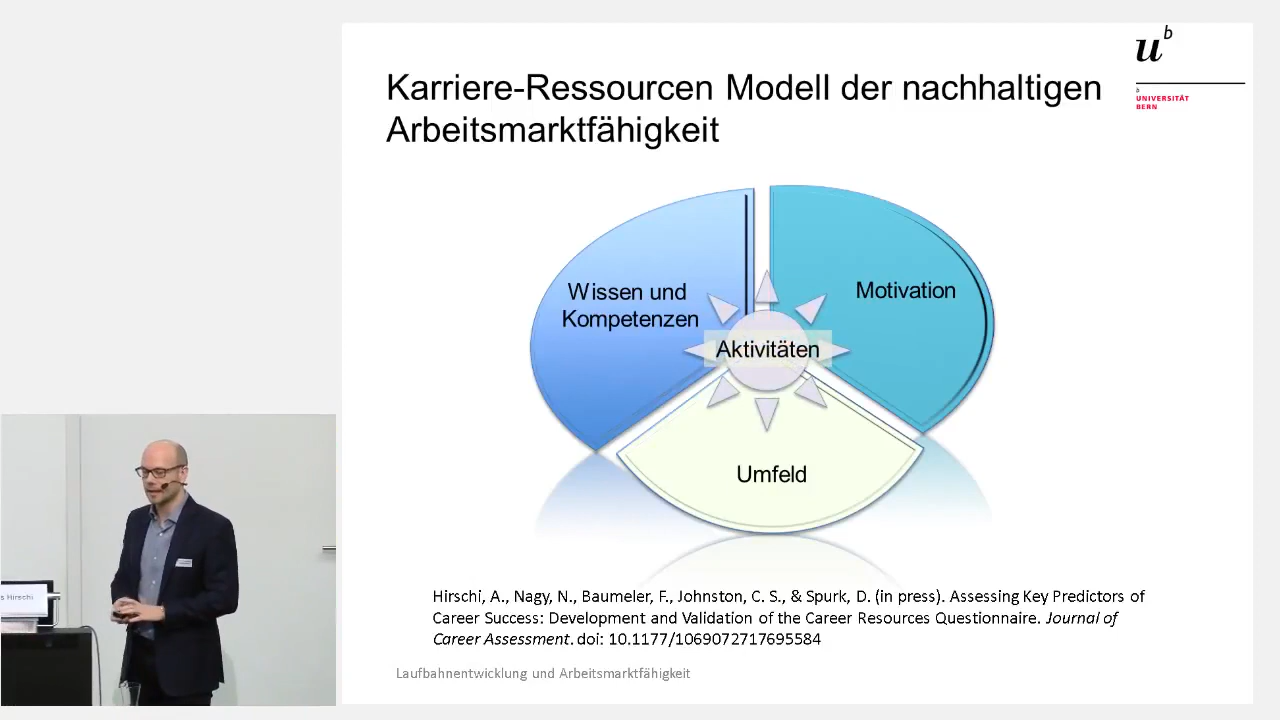 u
b
b
UNIVERSITÄT
BERN
Karriere-Ressourcen Modell der nachhaltigen
Arbeitsmarktfähigkeit
Wissen und
Kompetenzen
Motivation
Aktivitäten
Umfeld
Hirschi, A., Nagy, N., Baumeler, F., Johnston, C. S., & Spurk, D. (in press). Assessing Key Predictors of
Career Success: Development and Validation of the Career Resources Questionnaire. Journal of
Career Assessment. doi: 10.1177/1069072717695584
Laufbahnentwicklung und Arbeitsmarktfähigkeit
s Hirschi